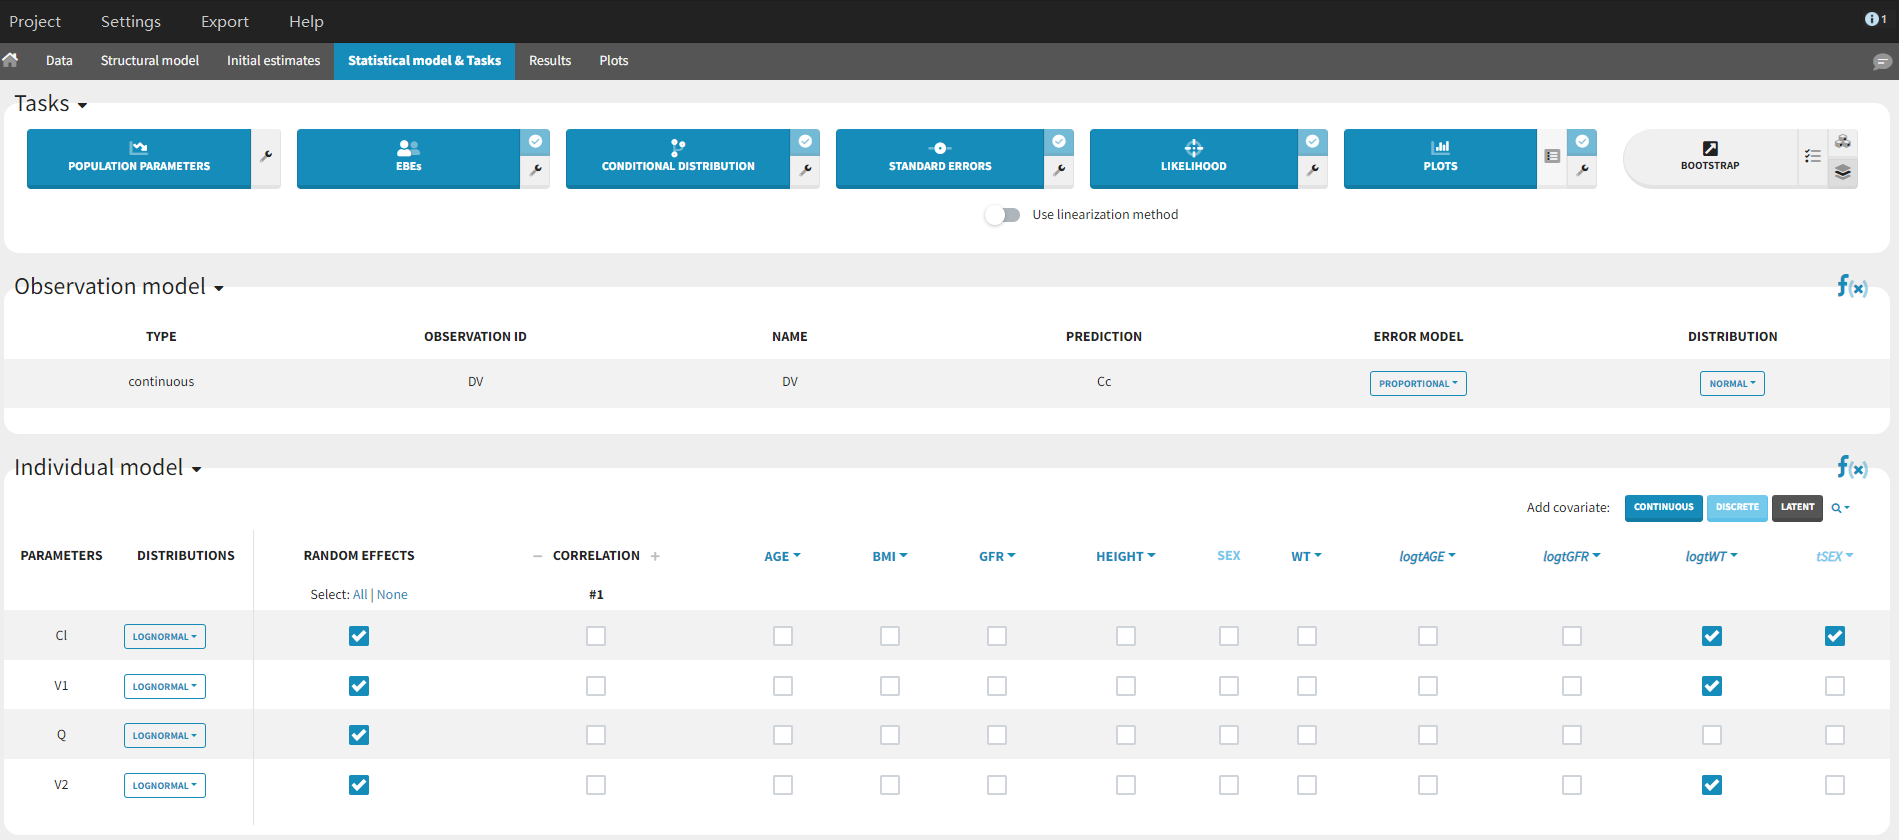 Project Settings Export Help 1
Data Structural model Initial estimates Statistical model & Tasks Results Plots
Tasks
POPULATION PARAMETERS EBEs CONDITIONAL DISTRIBUTION STANDARD ERRORS LIKELIHOOD PLOTS BOOTSTRAP
Use linearization method
Observation model f(x)
TYPE OBSERVATION ID NAME PREDICTION ERROR MODEL DISTRIBUTION
continuous DV DV Cc PROPORTIONAL NORMAL
Individual model f(x)
Add covariate: CONTINUOUS DISCRETE LATENT
PARAMETERS DISTRIBUTIONS RANDOM EFFECTS − CORRELATION + AGE BMI GFR HEIGHT SEX WT logtAGE logtGFR logtWT tSEX
Select: All | None #1
Cl LOGNORMAL
V1 LOGNORMAL
Q LOGNORMAL
V2 LOGNORMAL